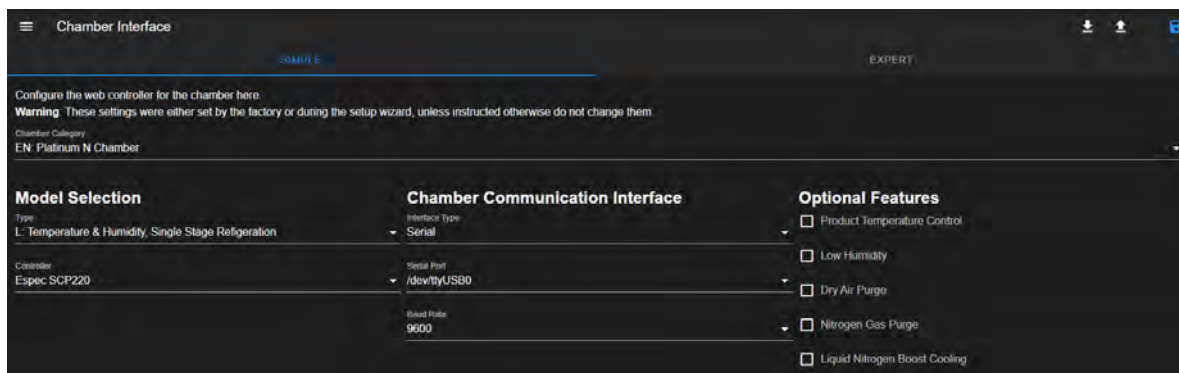 Chamber Interface
SIMPLE
EXPERT
Configure the web controller for the chamber here.
Warning: These settings were either set by the factory or during the setup wizard, unless instructed otherwise do not change them.
Chamber Category
EN: Platinum N Chamber
Model Selection
Type
L: Temperature & Humidity, Single Stage Refigeration
Controller
Espec SCP220
Chamber Communication Interface
Interface Type
Serial
Serial Port
/dev/ttyUSB0
Baud Rate
9600
Optional Features
Product Temperature Control
Low Humidity
Dry Air Purge
Nitrogen Gas Purge
Liquid Nitrogen Boost Cooling